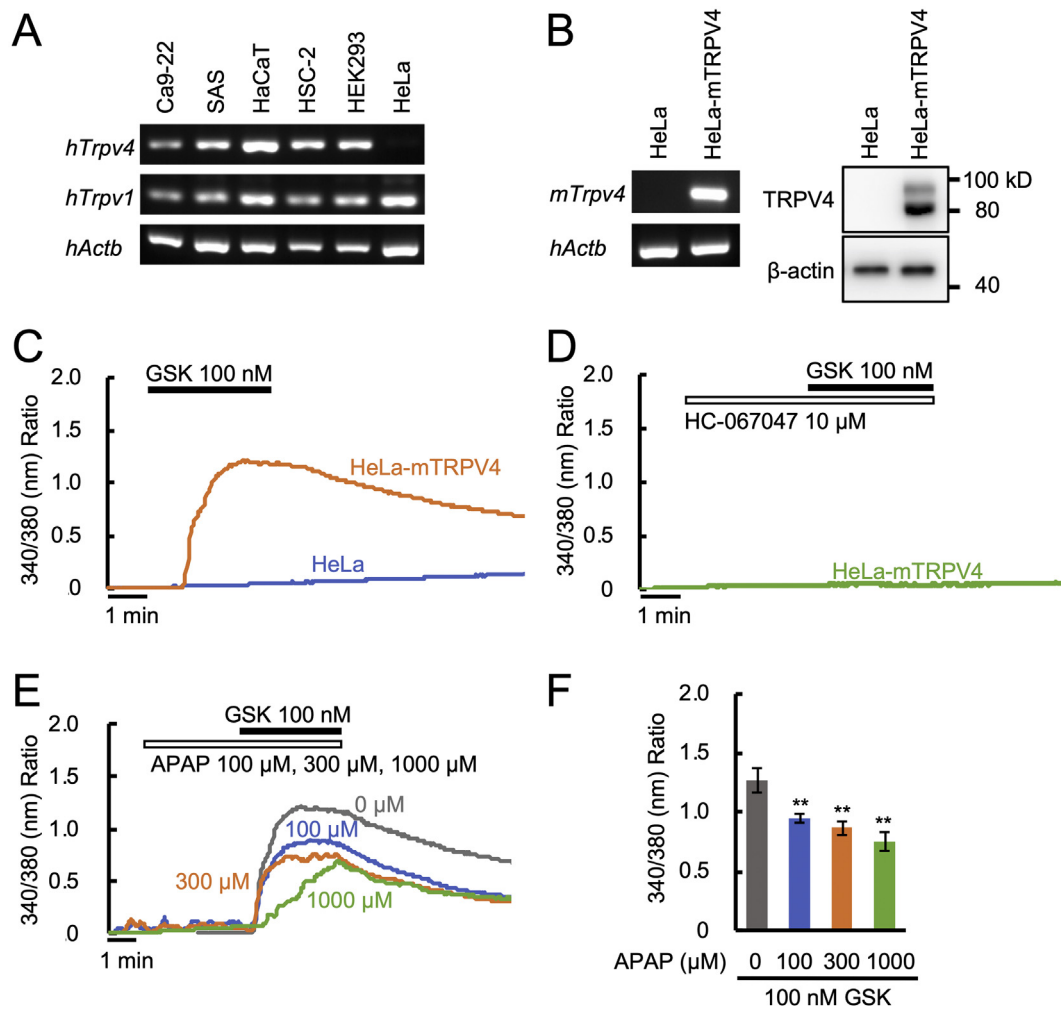 A
Ca9-22
SAS
HaCaT
HSC-2
HEK293
HeLa
hTrpv4
hTrpv1
hActb
B
HeLa
HeLa-mTRPV4
mTrpv4
hActb
HeLa
HeLa-mTRPV4
TRPV4
100 kD
80
β-actin
40
C
340/380 (nm) Ratio
2.0
1.5
1.0
0.5
0
GSK 100 nM
HeLa-mTRPV4
HeLa
1 min
D
340/380 (nm) Ratio
2.0
1.5
1.0
0.5
0
GSK 100 nM
HC-067047 10 µM
HeLa-mTRPV4
1 min
E
340/380 (nm) Ratio
2.0
1.5
1.0
0.5
.0
GSK 100 nM
APAP 100 µM, 300 µM, 1000 µM
0 µM
100 µM
300 µM
1000 µM
1 min
F
340/380 (nm) Ratio
2.0
1.5
1.0
0.5
0
**
**
**
APAP (µM) 0 100 300 1000
100 nM GSK